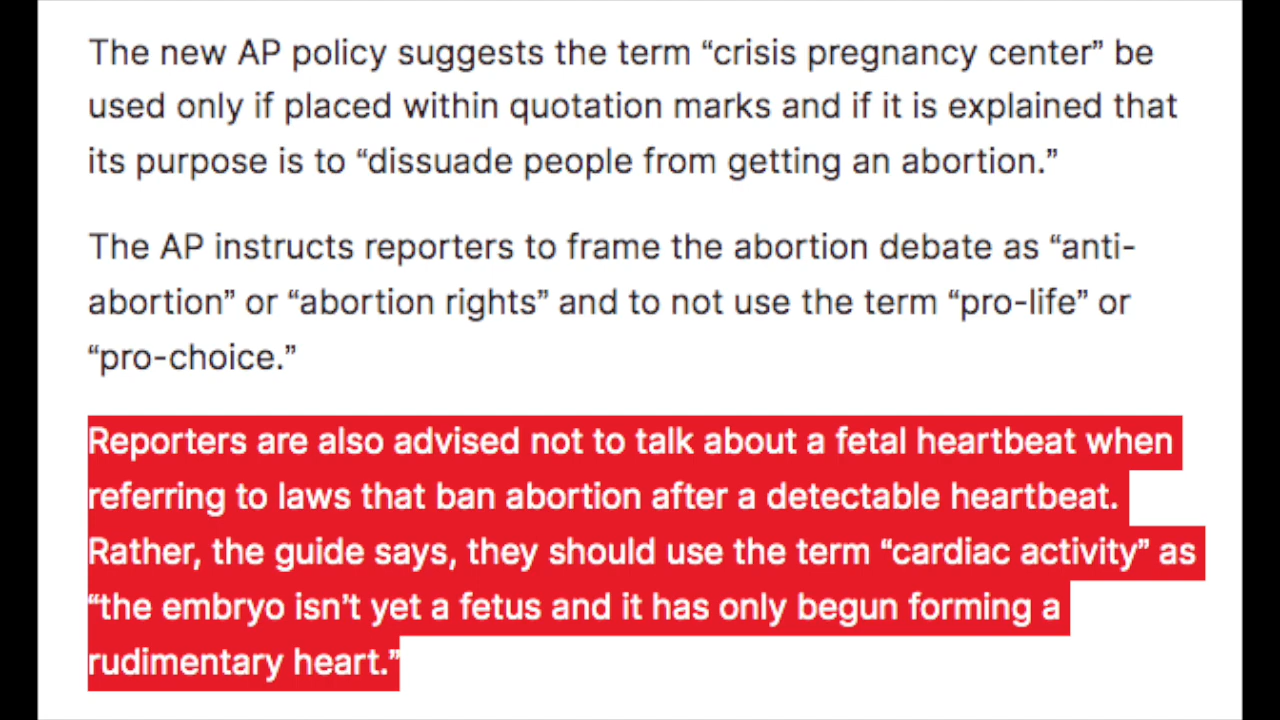 The new AP policy suggests the term “crisis pregnancy center” be
used only if placed within quotation marks and if it is explained that
its purpose is to “dissuade people from getting an abortion.”
The AP instructs reporters to frame the abortion debate as “anti-
abortion” or “abortion rights” and to not use the term “pro-life” or
“pro-choice.”
Reporters are also advised not to talk about a fetal heartbeat when
referring to laws that ban abortion after a detectable heartbeat.
Rather, the guide says, they should use the term “cardiac activity” as
“the embryo isn’t yet a fetus and it has only begun forming a
rudimentary heart.”